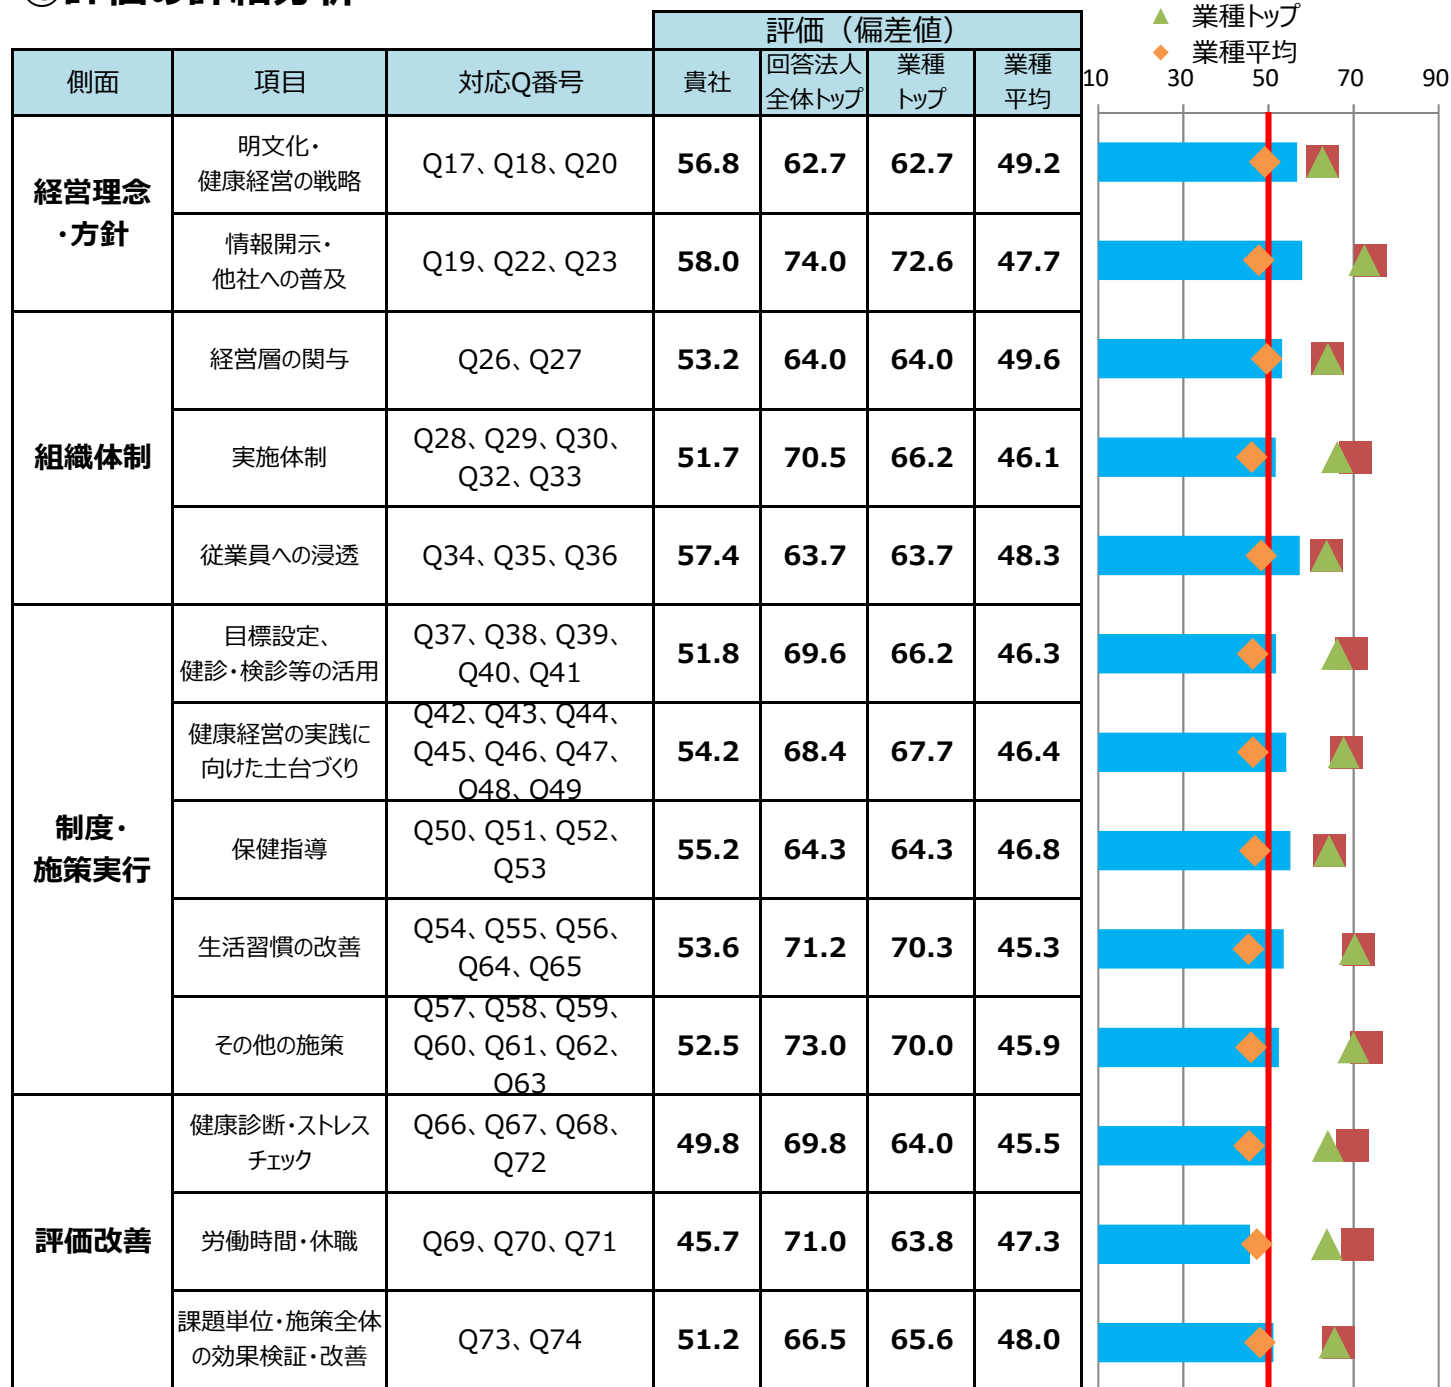 評価（偏差値）
▲ 業種トップ
◆ 業種平均
側面 項目 対応Q番号 貴社 回答法人 業種 業種
全体トップ トップ 平均
10 30 50 70 90
経営理念
・方針
明文化・
健康経営の戦略
Q17、Q18、Q20 56.8 62.7 62.7 49.2
情報開示・
他社への普及
Q19、Q22、Q23 58.0 74.0 72.6 47.7
組織体制
経営層の関与 Q26、Q27 53.2 64.0 64.0 49.6
実施体制
Q28、Q29、Q30、
Q32、Q33
51.7 70.5 66.2 46.1
従業員への浸透 Q34、Q35、Q36 57.4 63.7 63.7 48.3
制度・
施策実行
目標設定、
健診・検診等の活用
Q37、Q38、Q39、
Q40、Q41
51.8 69.6 66.2 46.3
健康経営の実践に
向けた土台づくり
Q42、Q43、Q44、
Q45、Q46、Q47、
Q48、Q49
54.2 68.4 67.7 46.4
保健指導
Q50、Q51、Q52、
Q53
55.2 64.3 64.3 46.8
生活習慣の改善
Q54、Q55、Q56、
Q64、Q65
53.6 71.2 70.3 45.3
その他の施策
Q57、Q58、Q59、
Q60、Q61、Q62、
Q63
52.5 73.0 70.0 45.9
評価改善
健康診断・ストレス
チェック
Q66、Q67、Q68、
Q72
49.8 69.8 64.0 45.5
労働時間・休職 Q69、Q70、Q71 45.7 71.0 63.8 47.3
課題単位・施策全体
の効果検証・改善
Q73、Q74 51.2 66.5 65.6 48.0